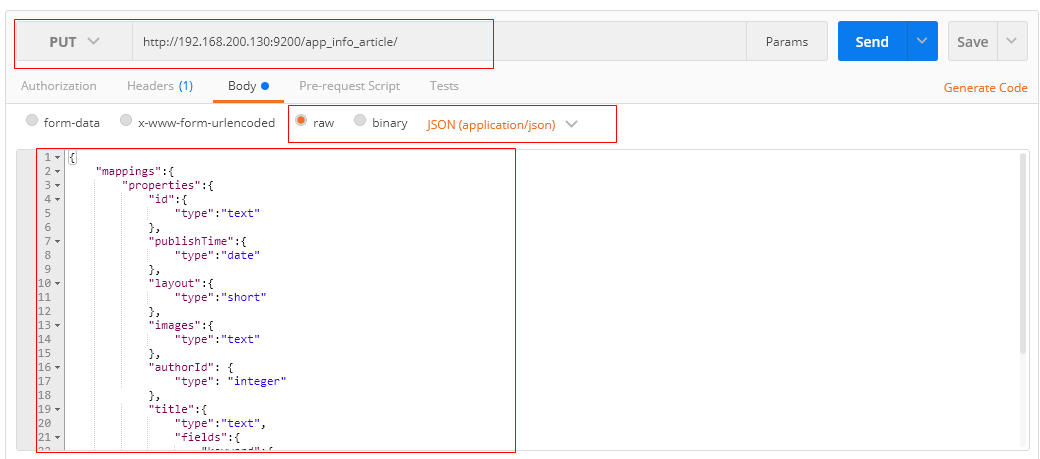 PUT http://192.168.200.130:9200/app_info_article/ Params Send Save
Authorization Headers (1) Body Pre-request Script Tests Generate Code
form-data x-www-form-urlencoded raw binary JSON (application/json)
1 {
2 "mappings":{
3 "properties":{
4 "id":{
5 "type":"text"
6 },
7 "publishTime":{
8 "type":"date"
9 },
10 "layout":{
11 "type":"short"
12 },
13 "images":{
14 "type":"text"
15 },
16 "authorId": {
17 "type": "integer"
18 },
19 "title":{
20 "type":"text",
21 "fields":{
22 "keyword":{